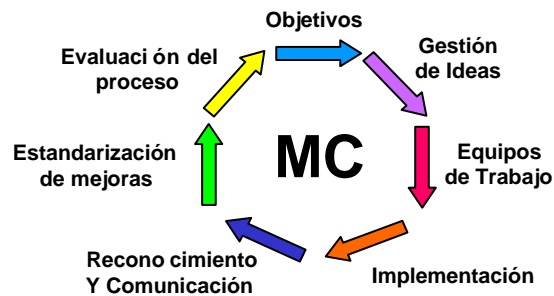 Objetivos
Gestión
de Ideas
Equipos
de Trabajo
Implementación
Recono cimiento
Y Comunicación
Estandarización
de mejoras
Evaluaci ón del
proceso
MC